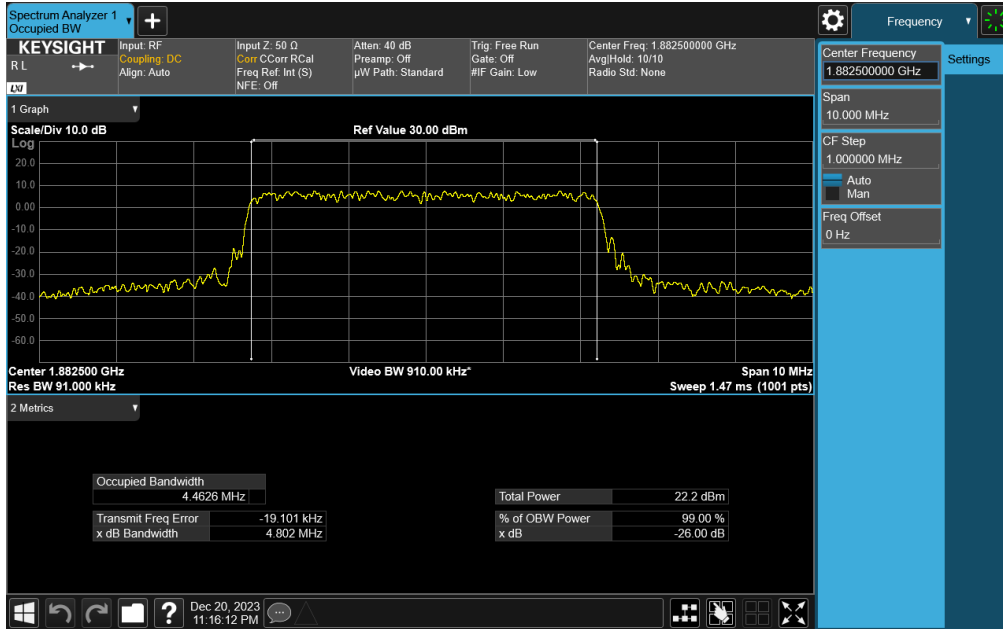 Spectrum Analyzer 1
Occupied BW
+
Frequency
KEYSIGHT
R L
LXI
Input: RF
Coupling: DC
Align: Auto
Input Z: 50 Ω
Corr CCorr RCal
Freq Ref: Int (S)
NFE: Off
Atten: 40 dB
Preamp: Off
µW Path: Standard
Trig: Free Run
Gate: Off
#IF Gain: Low
Center Freq: 1.882500000 GHz
Avg|Hold: 10/10
Radio Std: None
Center Frequency
1.882500000 GHz
Settings
Span
10.000 MHz
CF Step
1.000000 MHz
Auto
Man
Freq Offset
0 Hz
1 Graph
Scale/Div 10.0 dB
Ref Value 30.00 dBm
Log
20.0
10.0
0.00
-10.0
-20.0
-30.0
-40.0
-50.0
-60.0
Center 1.882500 GHz
Video BW 910.00 kHz*
Span 10 MHz
Res BW 91.000 kHz
Sweep 1.47 ms (1001 pts)
2 Metrics
Occupied Bandwidth
4.4626 MHz
Total Power 22.2 dBm
Transmit Freq Error -19.101 kHz
% of OBW Power 99.00 %
x dB Bandwidth 4.802 MHz
x dB -26.00 dB
?
Dec 20, 2023
11:16:12 PM